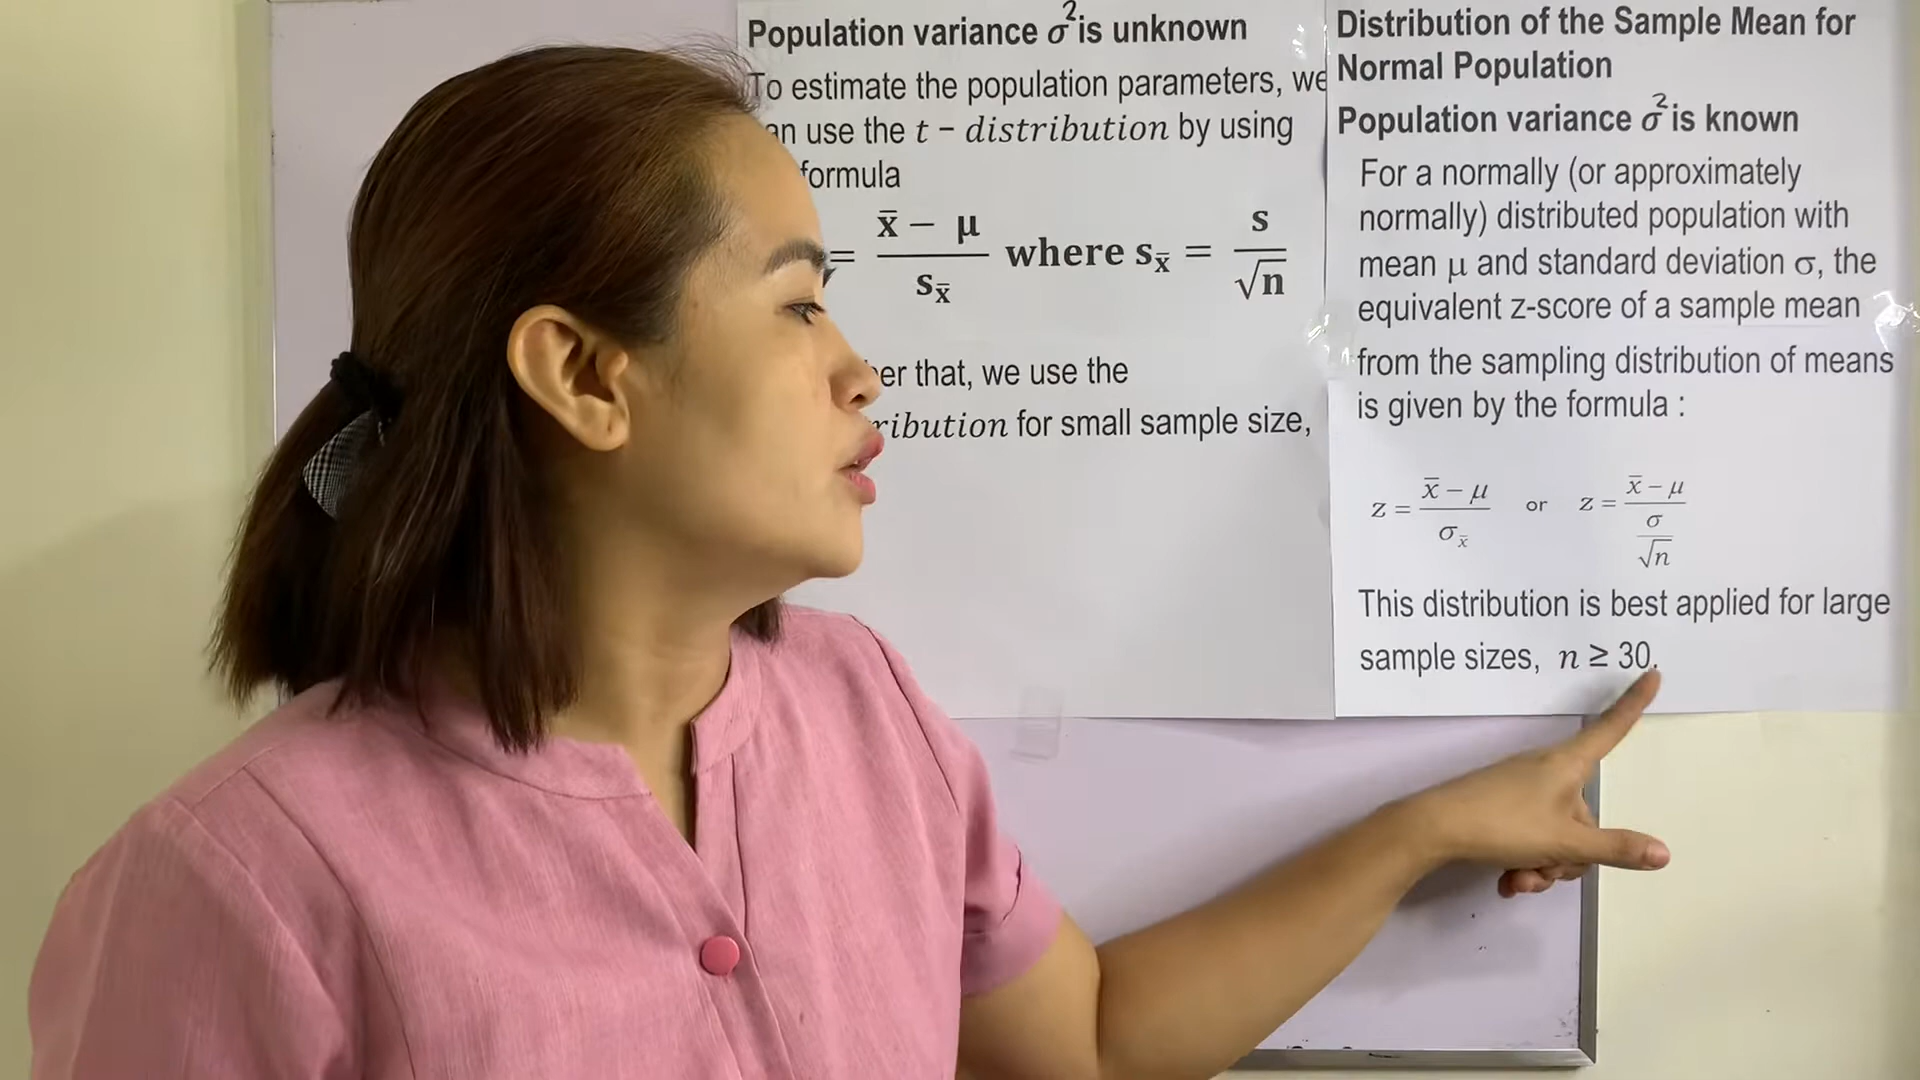 Population variance σ² is unknown
To estimate the population parameters, we
an use the t - distribution by using
formula
= x̄ − μ / s_x̄ where s_x̄ = s / √n
er that, we use the
ribution for small sample size,
Distribution of the Sample Mean for
Normal Population
Population variance σ² is known
For a normally (or approximately
normally) distributed population with
mean μ and standard deviation σ, the
equivalent z-score of a sample mean
from the sampling distribution of means
is given by the formula :
z = x̄ − μ / σ_x̄ or z = x̄ − μ / σ / √n
This distribution is best applied for large
sample sizes, n ≥ 30.